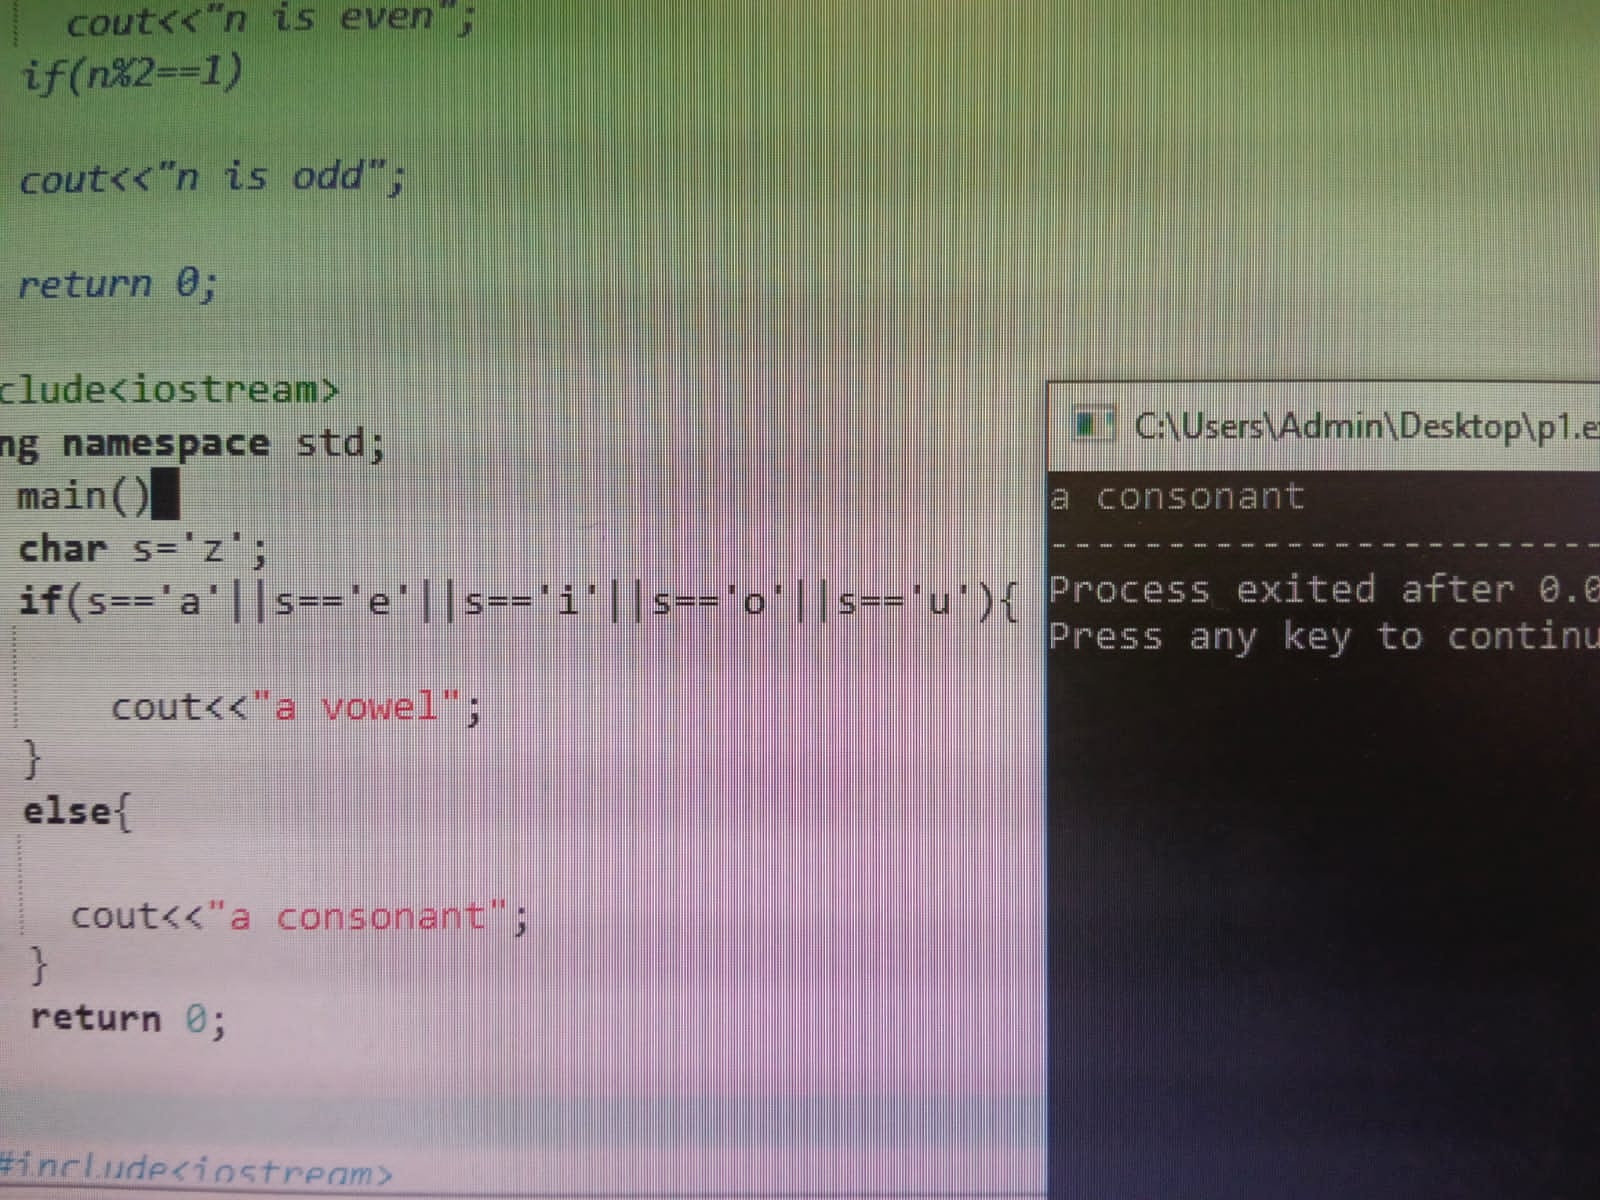 cout<<"n is even";
if(n%2==1)
cout<<"n is odd";
return 0;
clude<iostream>
ng namespace std;
main()
char s='z';
if(s=='a'||s=='e'||s=='i'||s=='o'||s=='u'){
cout<<"a vowel";
}
else{
cout<<"a consonant";
}
return 0;
#include<iostream>
C:\Users\Admin\Desktop\p1.e
a consonant
--------------------------------
Process exited after 0.0
Press any key to continu